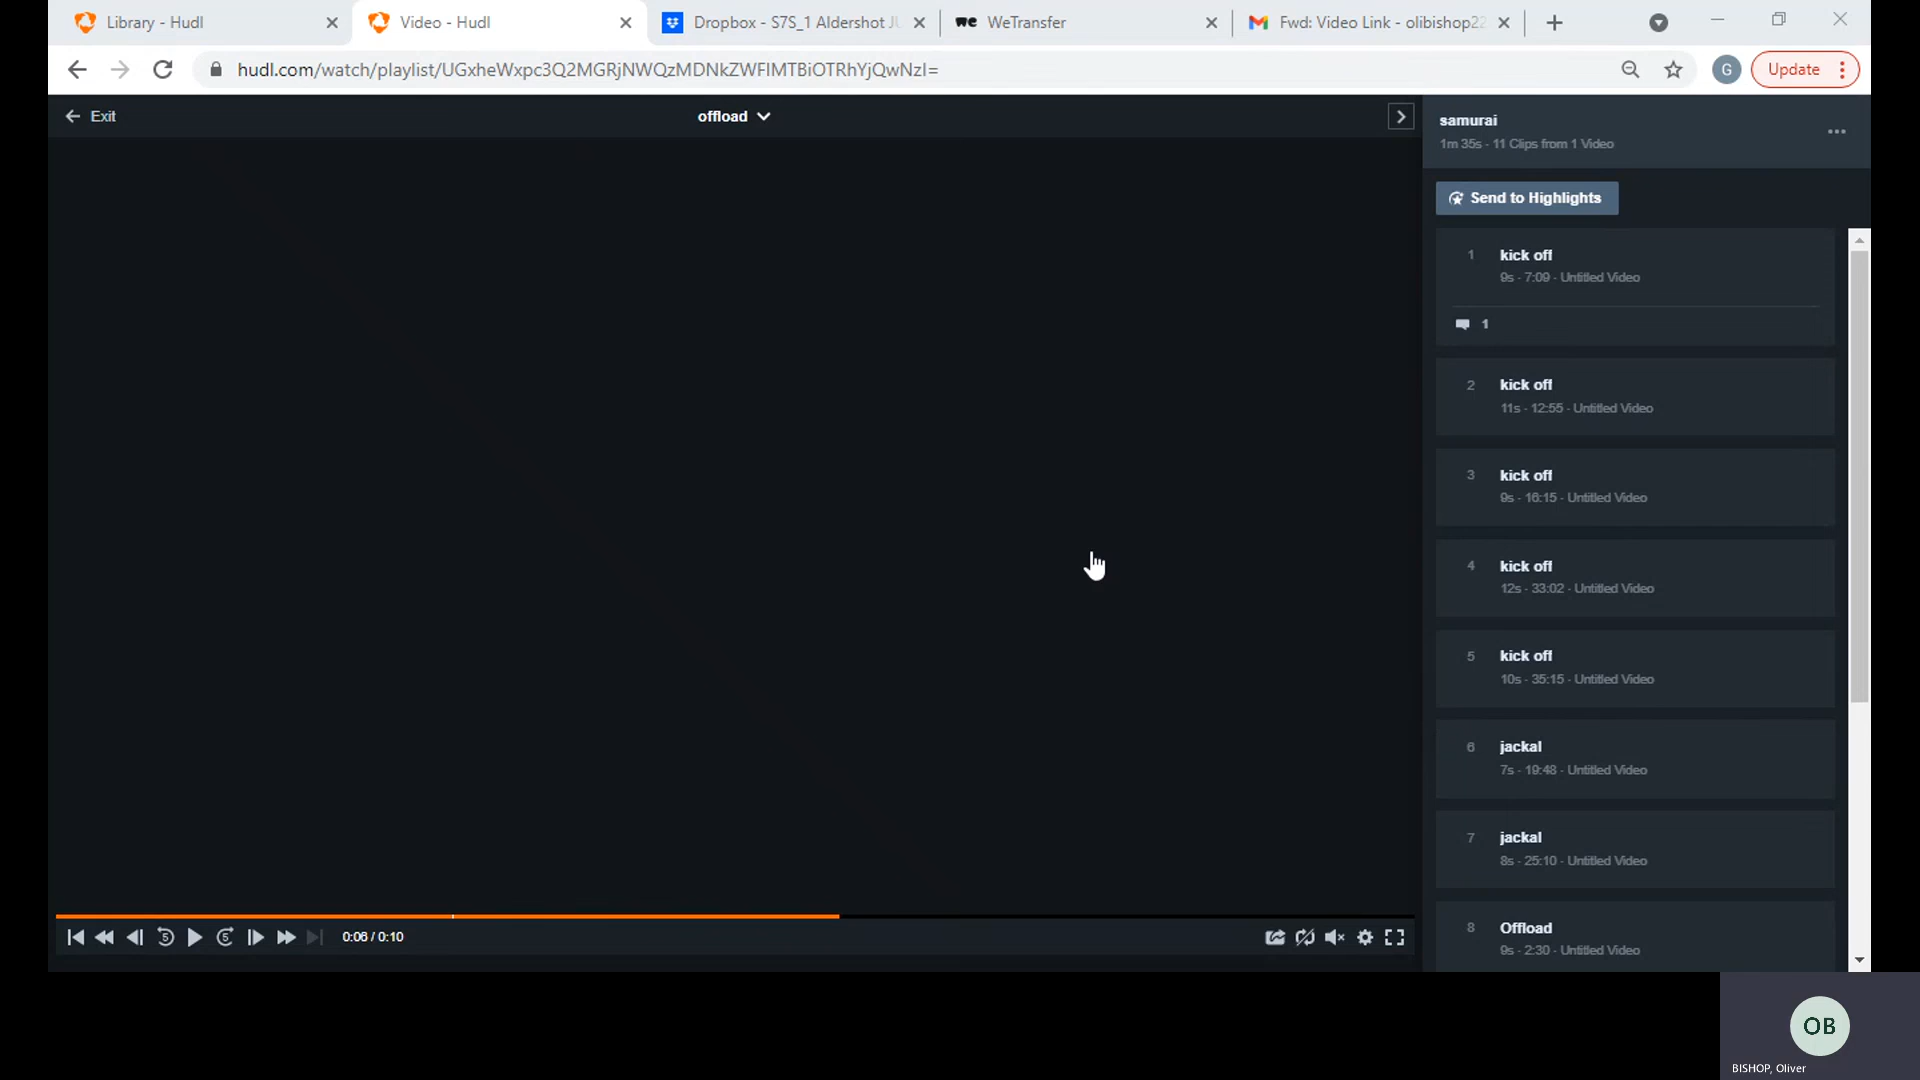 Library - Hudl
Video - Hudl
Dropbox - S7S_1 Aldershot JU
we WeTransfer
Fwd: Video Link - olibishop22
hudl.com/watch/playlist/UGxheWxpc3Q2MGRjNWQzMDNkZWFlMTBiOTRhYjQwNzI=
G
Update
Exit
offload
samurai
1m 35s - 11 Clips from 1 Video
Send to Highlights
1 kick off
9s - 7:09 - Untitled Video
1
2 kick off
11s - 12:55 - Untitled Video
3 kick off
9s - 16:15 - Untitled Video
4 kick off
12s - 33:02 - Untitled Video
5 kick off
10s - 35:15 - Untitled Video
6 jackal
7s - 19:48 - Untitled Video
7 jackal
8s - 25:10 - Untitled Video
8 Offload
9s - 2:30 - Untitled Video
5
5
0:06 / 0:10
OB
BISHOP, Oliver